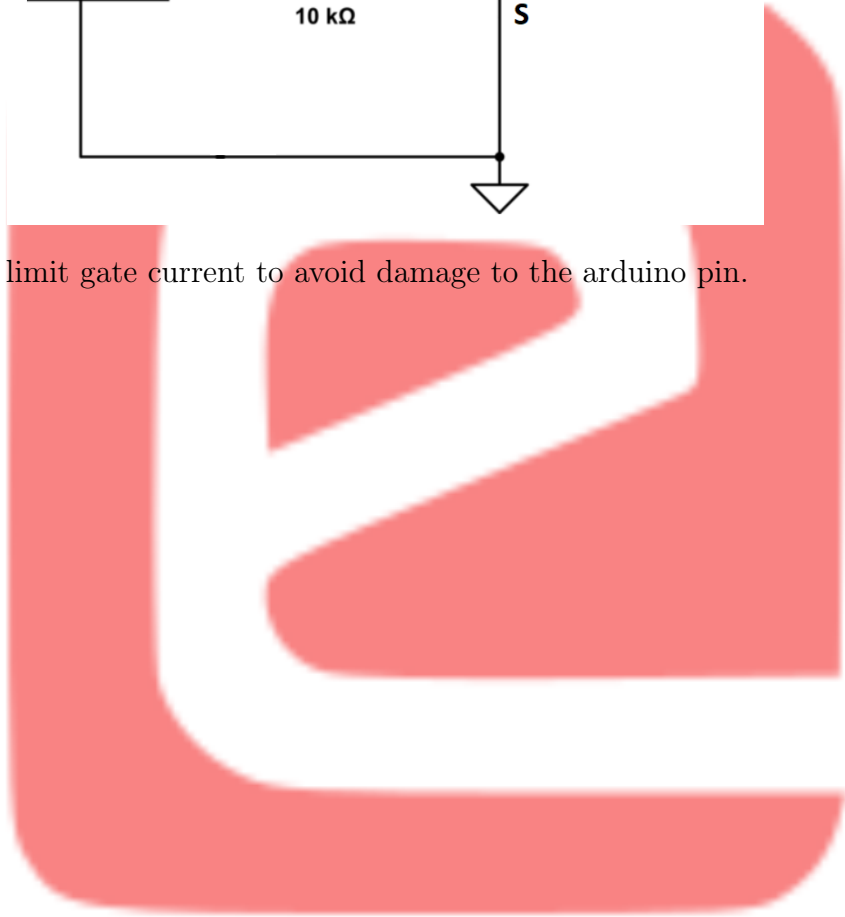 10 kΩ
S
limit gate current to avoid damage to the arduino pin.